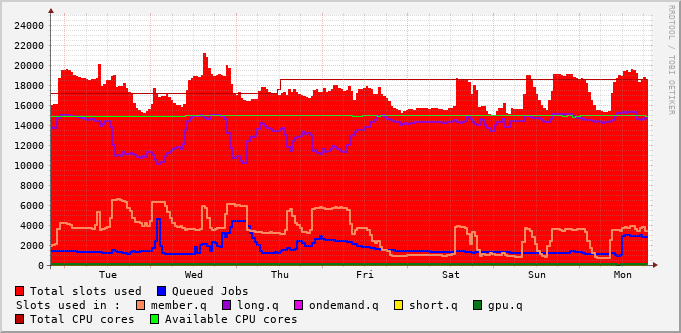 24000
22000
20000
18000
16000
14000
12000
10000
8000
6000
4000
2000
0
Tue Wed Thu Fri Sat Sun Mon
RRDTOOL / TOBI OETIKER
Total slots used Queued Jobs
Slots used in : member.q long.q ondemand.q short.q gpu.q
Total CPU cores Available CPU cores